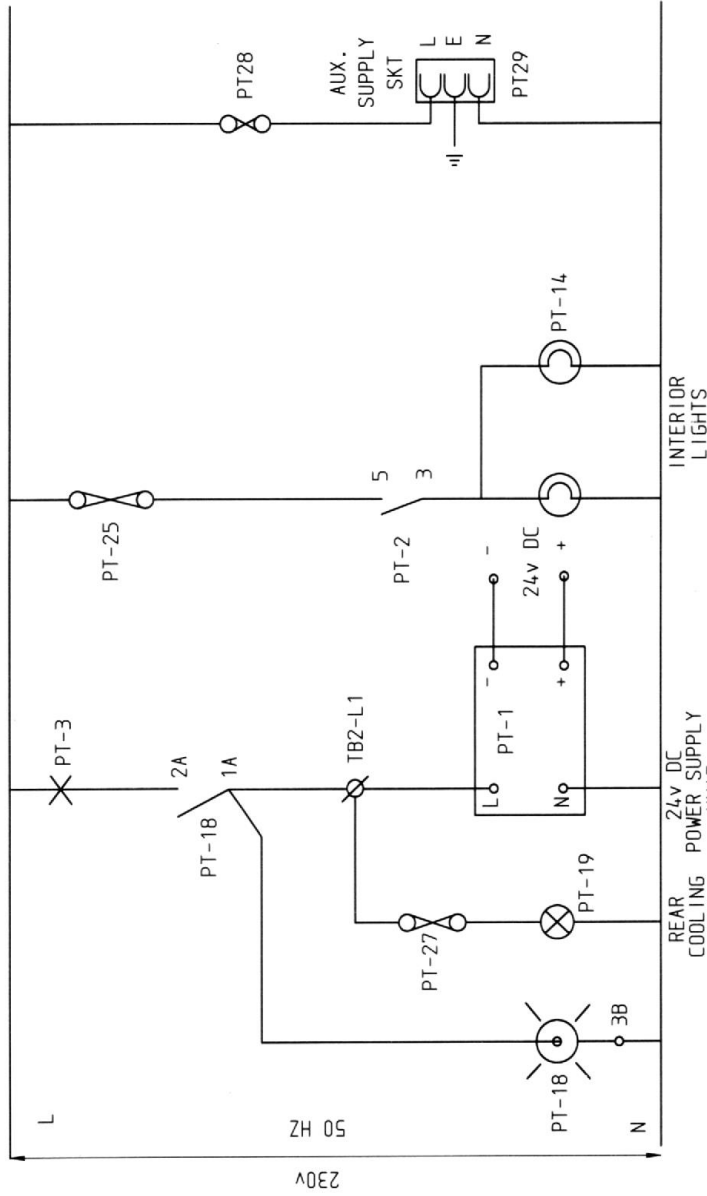 230v
50 HZ
L
N
PT-18
3B
PT-3
2A
1A
PT-18
TB2-L1
PT-27
PT-19
REAR
COOLING
L
N
PT-1
-
+
-
24v DC
+
24v DC
POWER SUPPLY
PT-25
5
3
PT-2
PT-14
INTERIOR
LIGHTS
PT28
AUX.
SUPPLY
SKT
L
E
N
PT29